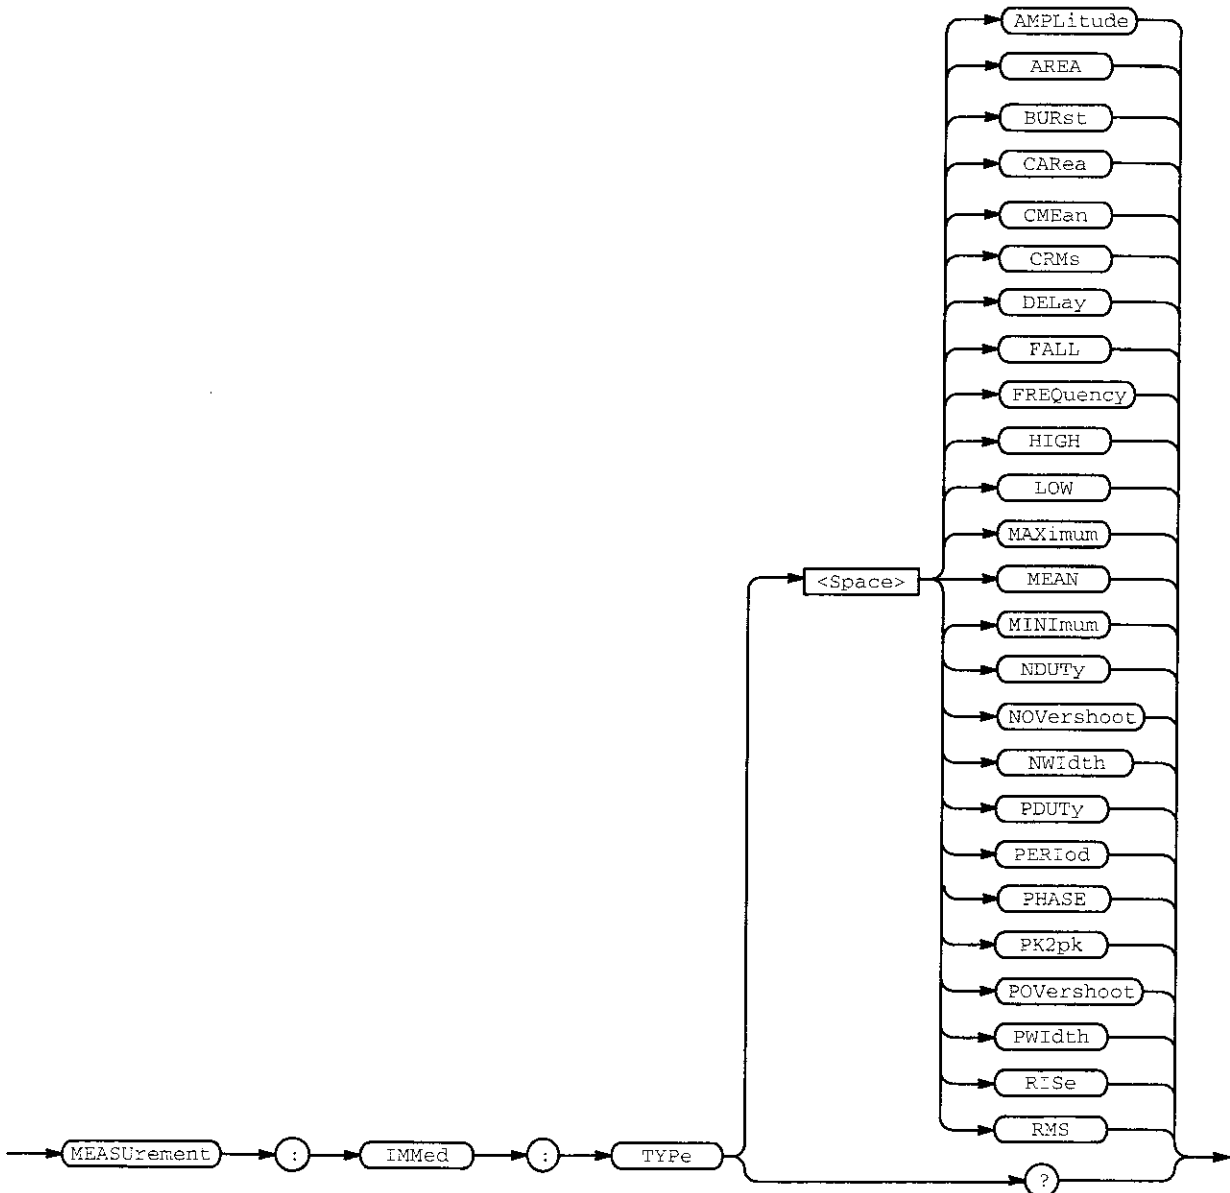 AMPLitude
AREA
BURst
CARea
CMEan
CRMs
DELay
FALL
FREQuency
HIGH
LOW
MAXimum
<Space>
MEAN
MINImum
NDUTy
NOVershoot
NWIdth
PDUTy
PERIod
PHASE
PK2pk
POVershoot
PWIdth
RISe
RMS
MEASUrement : IMMed : TYPe
?